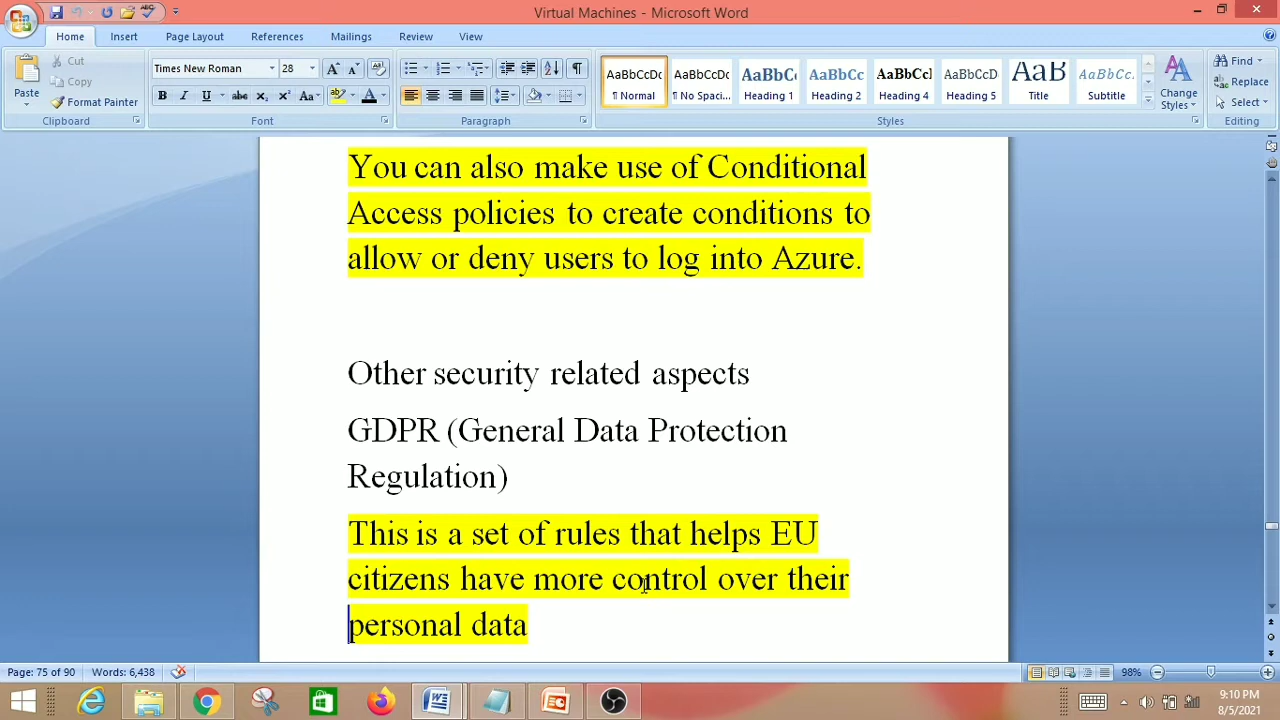 Virtual Machines - Microsoft Word
Home Insert Page Layout References Mailings Review View
Paste
Cut
Copy
Format Painter
Clipboard
Times New Roman 28
Font
Paragraph
AaBbCcDc AaBbCcDc AaBbC AaBbCc AaBbCcI AaBbCcD AaB AaBbCc.
¶ Normal ¶ No Spaci... Heading 1 Heading 2 Heading 4 Heading 5 Title Subtitle
Change Styles
Styles
Find
Replace
Select
Editing
You can also make use of Conditional
Access policies to create conditions to
allow or deny users to log into Azure.
Other security related aspects
GDPR (General Data Protection
Regulation)
This is a set of rules that helps EU
citizens have more control over their
personal data
Page: 75 of 90 Words: 6,438 98%
9:10 PM
8/5/2021